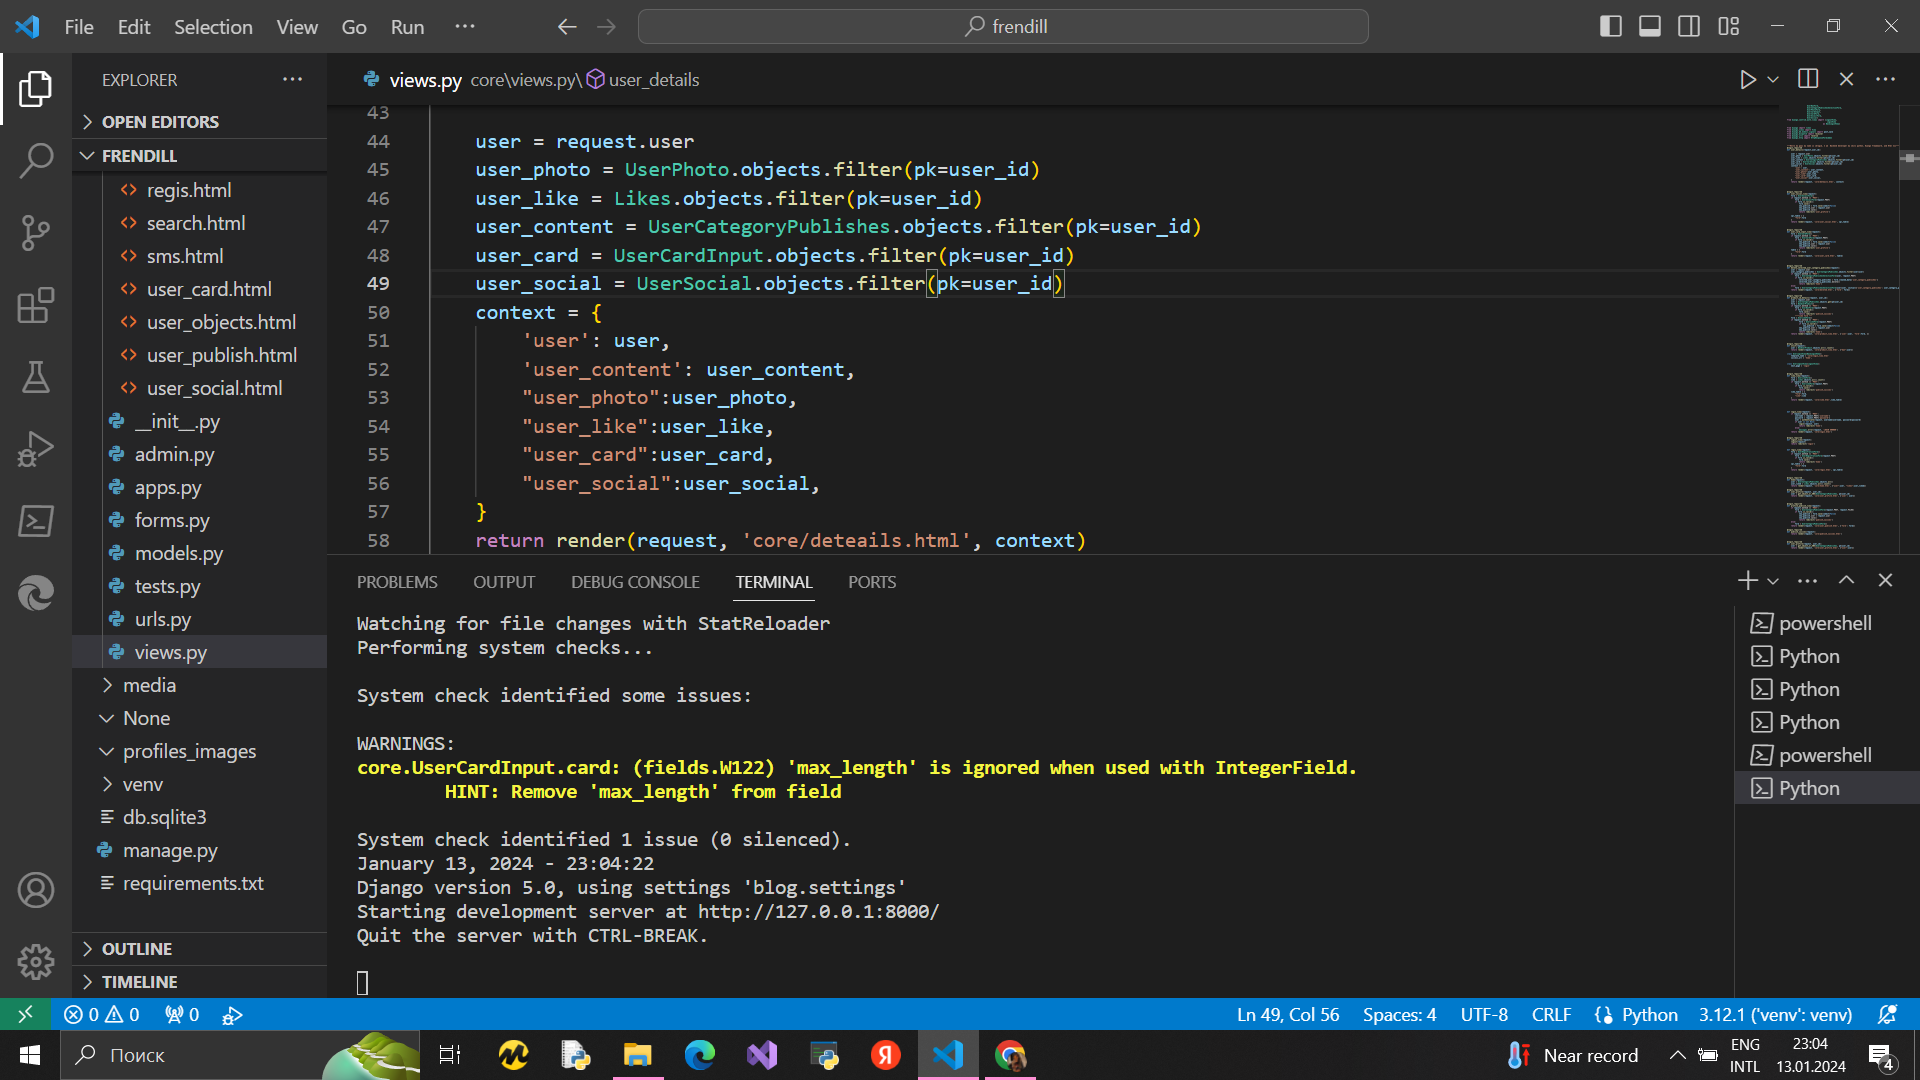 File Edit Selection View Go Run ··· frendill
EXPLORER
OPEN EDITORS
FRENDILL
regis.html
search.html
sms.html
user_card.html
user_objects.html
user_publish.html
user_social.html
__init__.py
admin.py
apps.py
forms.py
models.py
tests.py
urls.py
views.py
media
None
profiles_images
venv
db.sqlite3
manage.py
requirements.txt
OUTLINE
TIMELINE
views.py core\views.py\ user_details
43
44 user = request.user
45 user_photo = UserPhoto.objects.filter(pk=user_id)
46 user_like = Likes.objects.filter(pk=user_id)
47 user_content = UserCategoryPublishes.objects.filter(pk=user_id)
48 user_card = UserCardInput.objects.filter(pk=user_id)
49 user_social = UserSocial.objects.filter(pk=user_id)
50 context = {
51 'user': user,
52 'user_content': user_content,
53 "user_photo":user_photo,
54 "user_like":user_like,
55 "user_card":user_card,
56 "user_social":user_social,
57 }
58 return render(request, 'core/deteails.html', context)
PROBLEMS OUTPUT DEBUG CONSOLE TERMINAL PORTS
Watching for file changes with StatReloader
Performing system checks...
System check identified some issues:
WARNINGS:
core.UserCardInput.card: (fields.W122) 'max_length' is ignored when used with IntegerField.
HINT: Remove 'max_length' from field
System check identified 1 issue (0 silenced).
January 13, 2024 - 23:04:22
Django version 5.0, using settings 'blog.settings'
Starting development server at http://127.0.0.1:8000/
Quit the server with CTRL-BREAK.
powershell
Python
Python
Python
powershell
Python
0 0 0 Ln 49, Col 56 Spaces: 4 UTF-8 CRLF Python 3.12.1 ('venv': venv)
Поиск
Я
Near record
ENG
INTL
23:04
13.01.2024
4